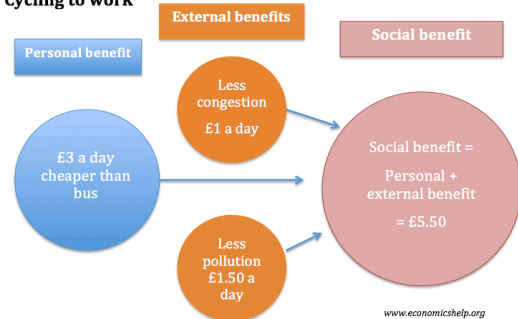 Cycling to work
External benefits
Personal benefit
Social benefit
Less
congestion
£1 a day
£3 a day
cheaper than
bus
Social benefit =
Personal +
external benefit
= £5.50
Less
pollution
£1.50 a
day
www.economicshelp.org